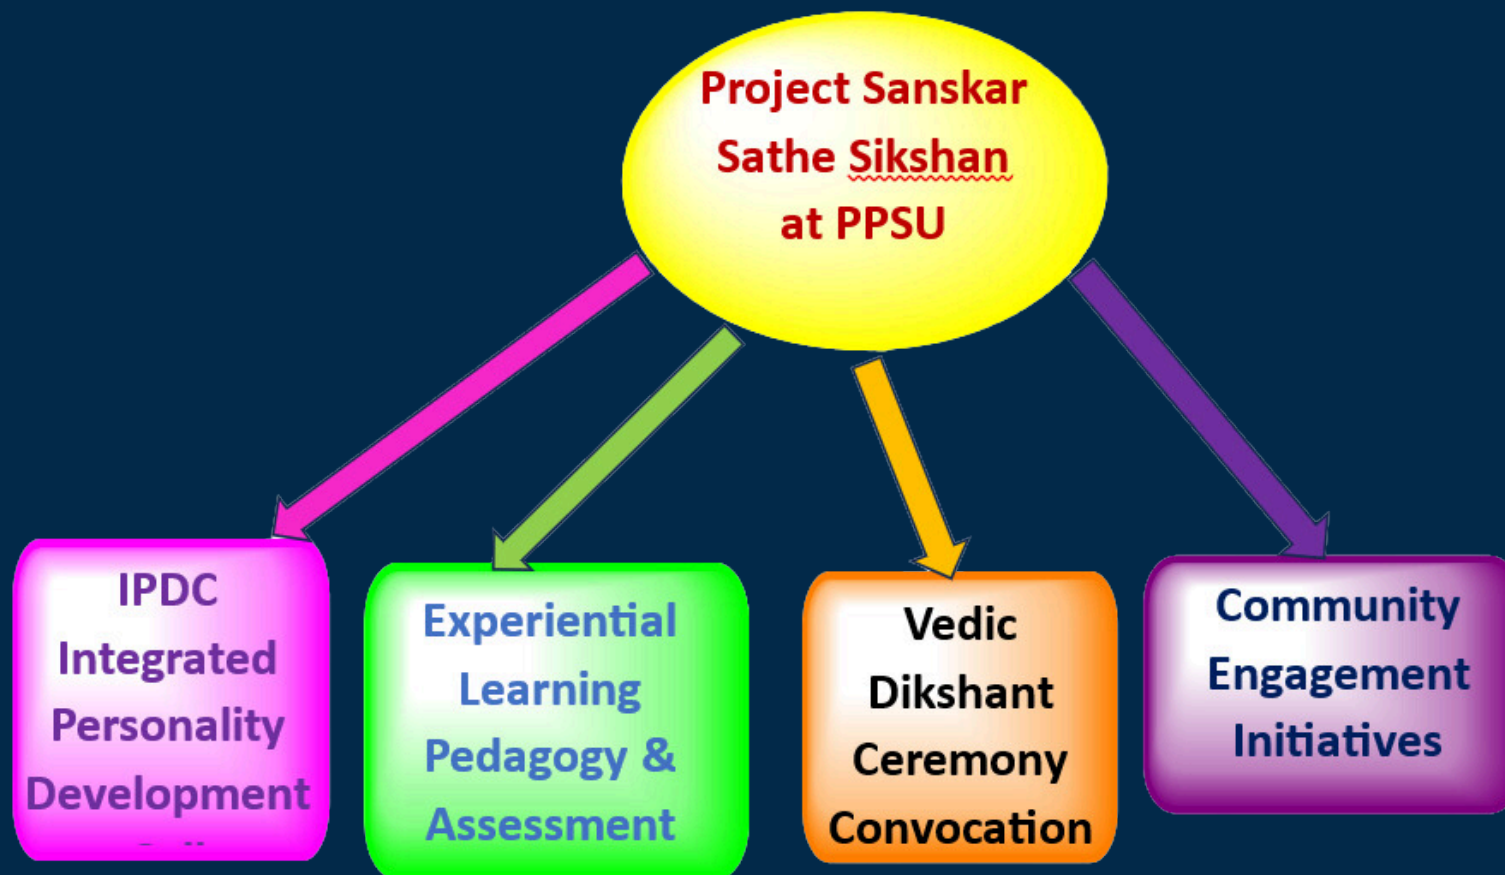 Project Sanskar
Sathe Sikshan
at PPSU
IPDC
Integrated
Personality
Development
Experiential
Learning
Pedagogy &
Assessment
Vedic
Dikshant
Ceremony
Convocation
Community
Engagement
Initiatives